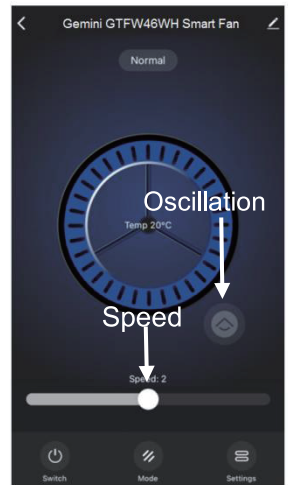 Gemini GTFW46WH Smart Fan
Normal
Oscillation
Temp 20°C
Speed
Speed: 2
Switch Mode Settings